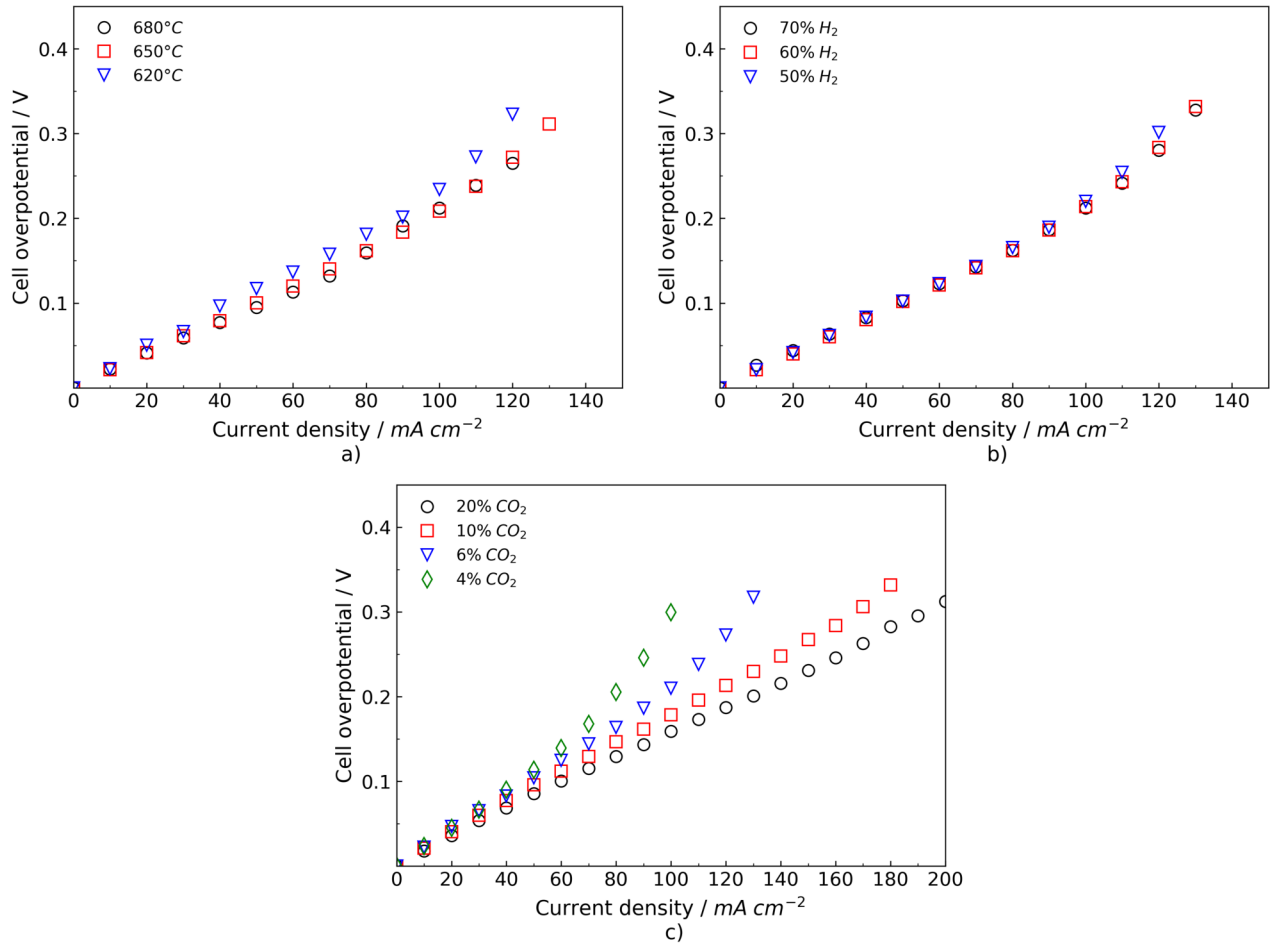 680°C
650°C
620°C
Cell overpotential / V
0.4
0.3
0.2
0.1
0 20 40 60 80 100 120 140
Current density / mA cm⁻²
a)
70% H₂
60% H₂
50% H₂
Cell overpotential / V
0.4
0.3
0.2
0.1
0 20 40 60 80 100 120 140
Current density / mA cm⁻²
b)
20% CO₂
10% CO₂
6% CO₂
4% CO₂
Cell overpotential / V
0.4
0.3
0.2
0.1
0 20 40 60 80 100 120 140 160 180 200
Current density / mA cm⁻²
c)